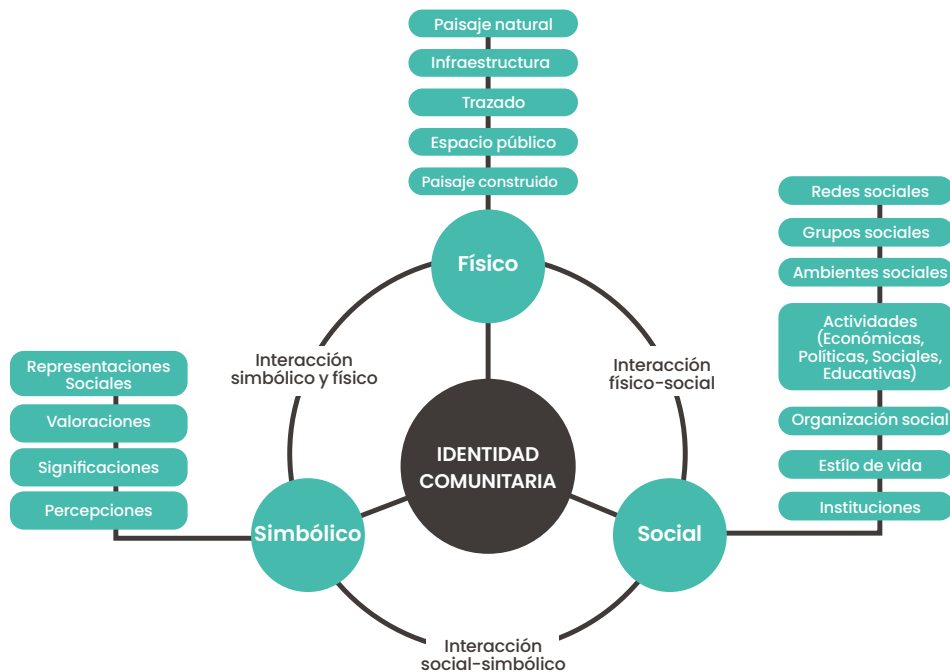 Paisaje natural
Infraestructura
Trazado
Espacio público
Paisaje construido
Físico
Redes sociales
Grupos sociales
Ambientes sociales
Actividades
(Económicas,
Políticas, Sociales,
Educativas)
Organización social
Estílo de vida
Instituciones
Social
Interacción
físico-social
Interacción
simbólico y físico
Representaciones
Sociales
Valoraciones
Significaciones
Percepciones
Simbólico
IDENTIDAD
COMUNITARIA
Interacción
social-simbólico